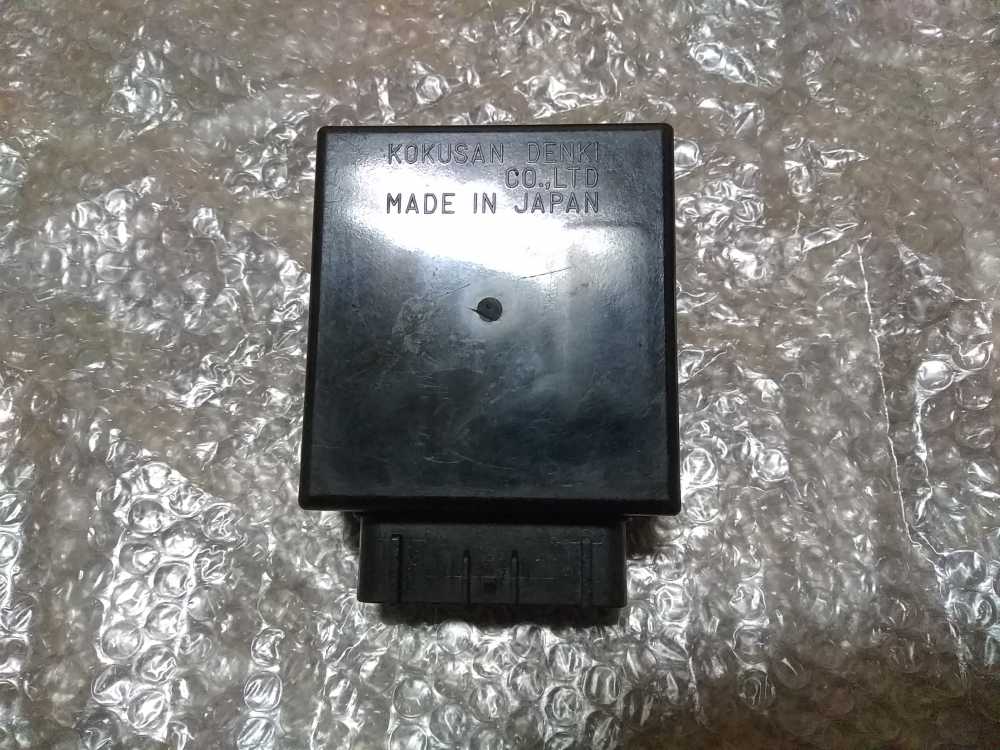 KOKUSAN DENKI
CO.,LTD
MADE IN JAPAN